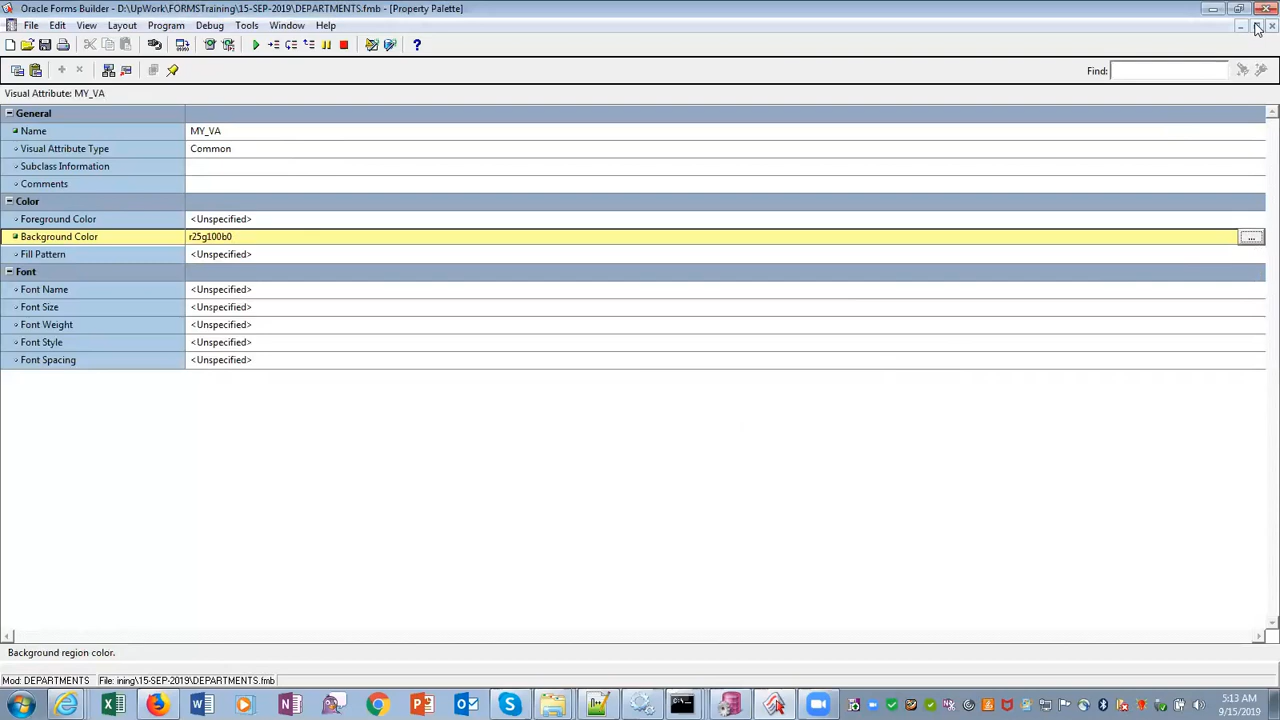 Oracle Forms Builder - D:\UpWork\FORMSTraining\15-SEP-2019\DEPARTMENTS.fmb - [Property Palette]
File Edit View Layout Program Debug Tools Window Help
Find:
Visual Attribute: MY_VA
General
Name MY_VA
Visual Attribute Type Common
Subclass Information
Comments
Color
Foreground Color <Unspecified>
Background Color r25g100b0 ...
Fill Pattern <Unspecified>
Font
Font Name <Unspecified>
Font Size <Unspecified>
Font Weight <Unspecified>
Font Style <Unspecified>
Font Spacing <Unspecified>
Background region color.
Mod: DEPARTMENTS File: ining\15-SEP-2019\DEPARTMENTS.fmb
5:13 AM
9/15/2019